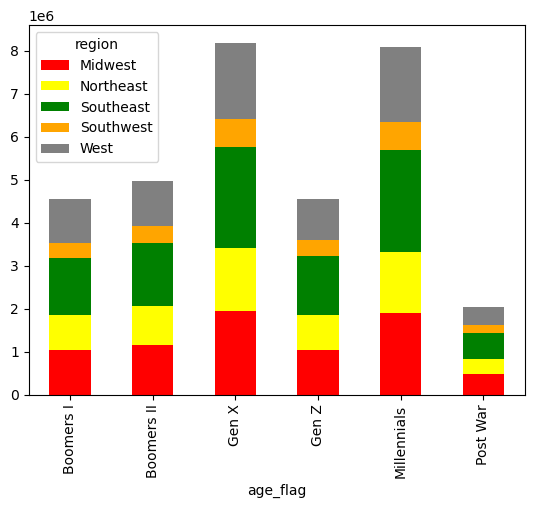 1e6
region
Midwest
Northeast
Southeast
Southwest
West
8
7
6
5
4
3
2
1
0
Boomers I
Boomers II
Gen X
Gen Z
Millennials
Post War
age_flag